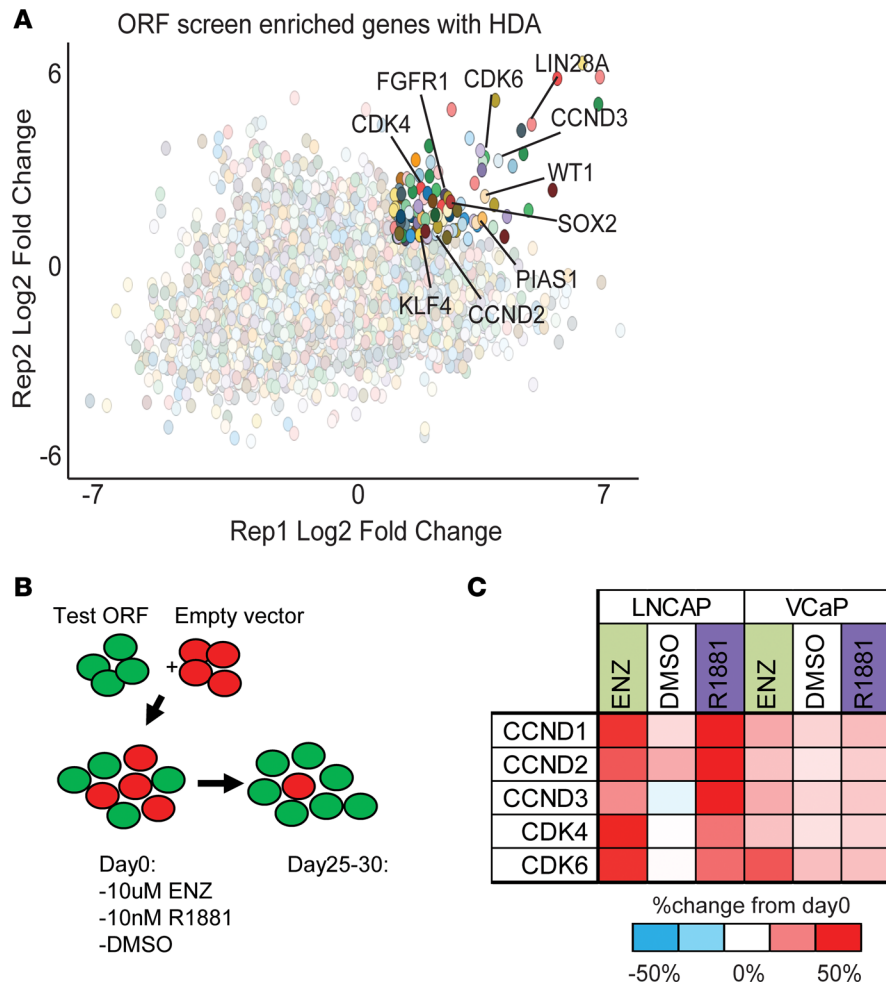 A
ORF screen enriched genes with HDA
6
0
-6
Rep2 Log2 Fold Change
LIN28A
FGFR1
CDK6
CDK4
CCND3
WT1
SOX2
PIAS1
KLF4
CCND2
-7
0
7
Rep1 Log2 Fold Change
B
Test ORF
Empty vector
+
Day0:
-10uM ENZ
-10nM R1881
-DMSO
Day25-30:
C
LNCAP
VCaP
ENZ
DMSO
R1881
ENZ
DMSO
R1881
CCND1
CCND2
CCND3
CDK4
CDK6
%change from day0
-50%
0%
50%